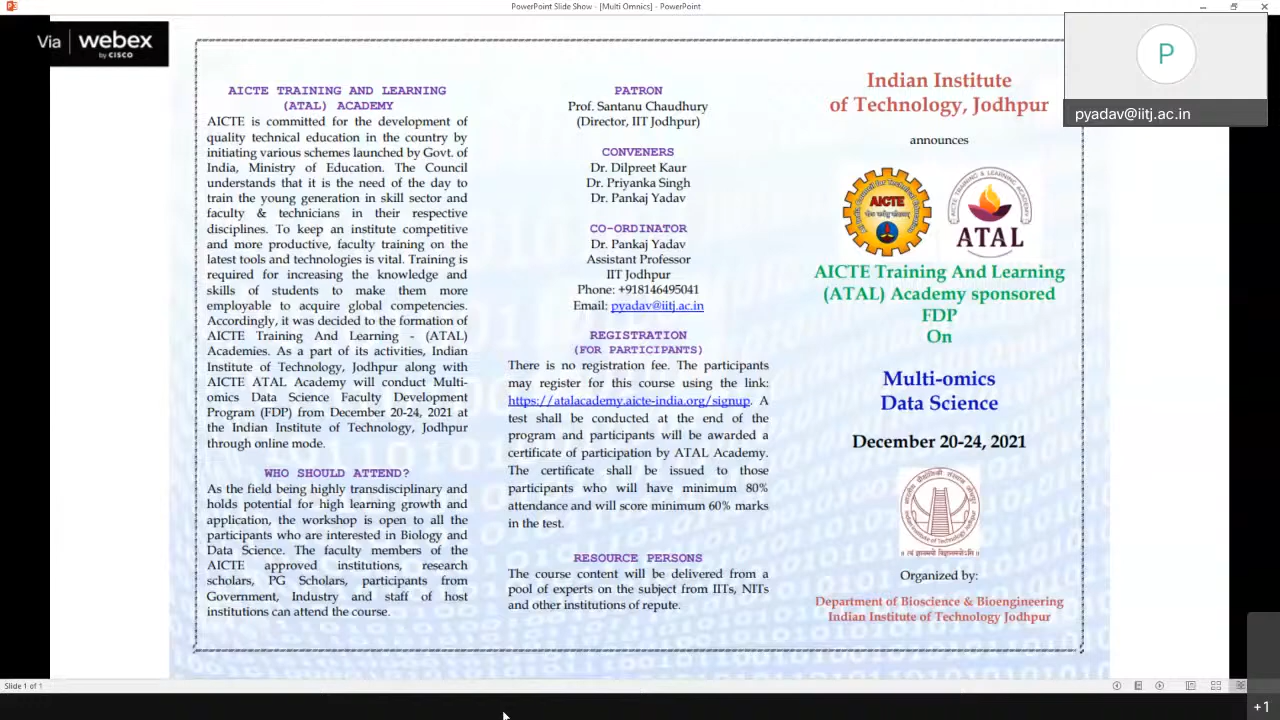 PowerPoint Slide Show - [Multi Omnics] - PowerPoint
Via webex
by CISCO
P
pyadav@iitj.ac.in
AICTE TRAINING AND LEARNING
(ATAL) ACADEMY
AICTE is committed for the development of
quality technical education in the country by
initiating various schemes launched by Govt. of
India, Ministry of Education. The Council
understands that it is the need of the day to
train the young generation in skill sector and
faculty & technicians in their respective
disciplines. To keep an institute competitive
and more productive, faculty training on the
latest tools and technologies is vital. Training is
required for increasing the knowledge and
skills of students to make them more
employable to acquire global competencies.
Accordingly, it was decided to the formation of
AICTE Training And Learning - (ATAL)
Academies. As a part of its activities, Indian
Institute of Technology, Jodhpur along with
AICTE ATAL Academy will conduct Multi-
omics Data Science Faculty Development
Program (FDP) from December 20-24, 2021 at
the Indian Institute of Technology, Jodhpur
through online mode.
WHO SHOULD ATTEND?
As the field being highly transdisciplinary and
holds potential for high learning growth and
application, the workshop is open to all the
participants who are interested in Biology and
Data Science. The faculty members of the
AICTE approved institutions, research
scholars, PG Scholars, participants from
Government, Industry and staff of host
institutions can attend the course.
PATRON
Prof. Santanu Chaudhury
(Director, IIT Jodhpur)
CONVENERS
Dr. Dilpreet Kaur
Dr. Priyanka Singh
Dr. Pankaj Yadav
CO-ORDINATOR
Dr. Pankaj Yadav
Assistant Professor
IIT Jodhpur
Phone: +918146495041
Email: pyadav@iitj.ac.in
REGISTRATION
(FOR PARTICIPANTS)
There is no registration fee. The participants
may register for this course using the link:
https://atalacademy.aicte-india.org/signup. A
test shall be conducted at the end of the
program and participants will be awarded a
certificate of participation by ATAL Academy.
The certificate shall be issued to those
participants who will have minimum 80%
attendance and will score minimum 60% marks
in the test.
RESOURCE PERSONS
The course content will be delivered from a
pool of experts on the subject from IITs, NITs
and other institutions of repute.
Indian Institute
of Technology, Jodhpur
announces
AICTE
ATAL
AICTE Training And Learning
(ATAL) Academy sponsored
FDP
On
Multi-omics
Data Science
December 20-24, 2021
Organized by:
Department of Bioscience & Bioengineering
Indian Institute of Technology Jodhpur
Slide 1 of 1
+1